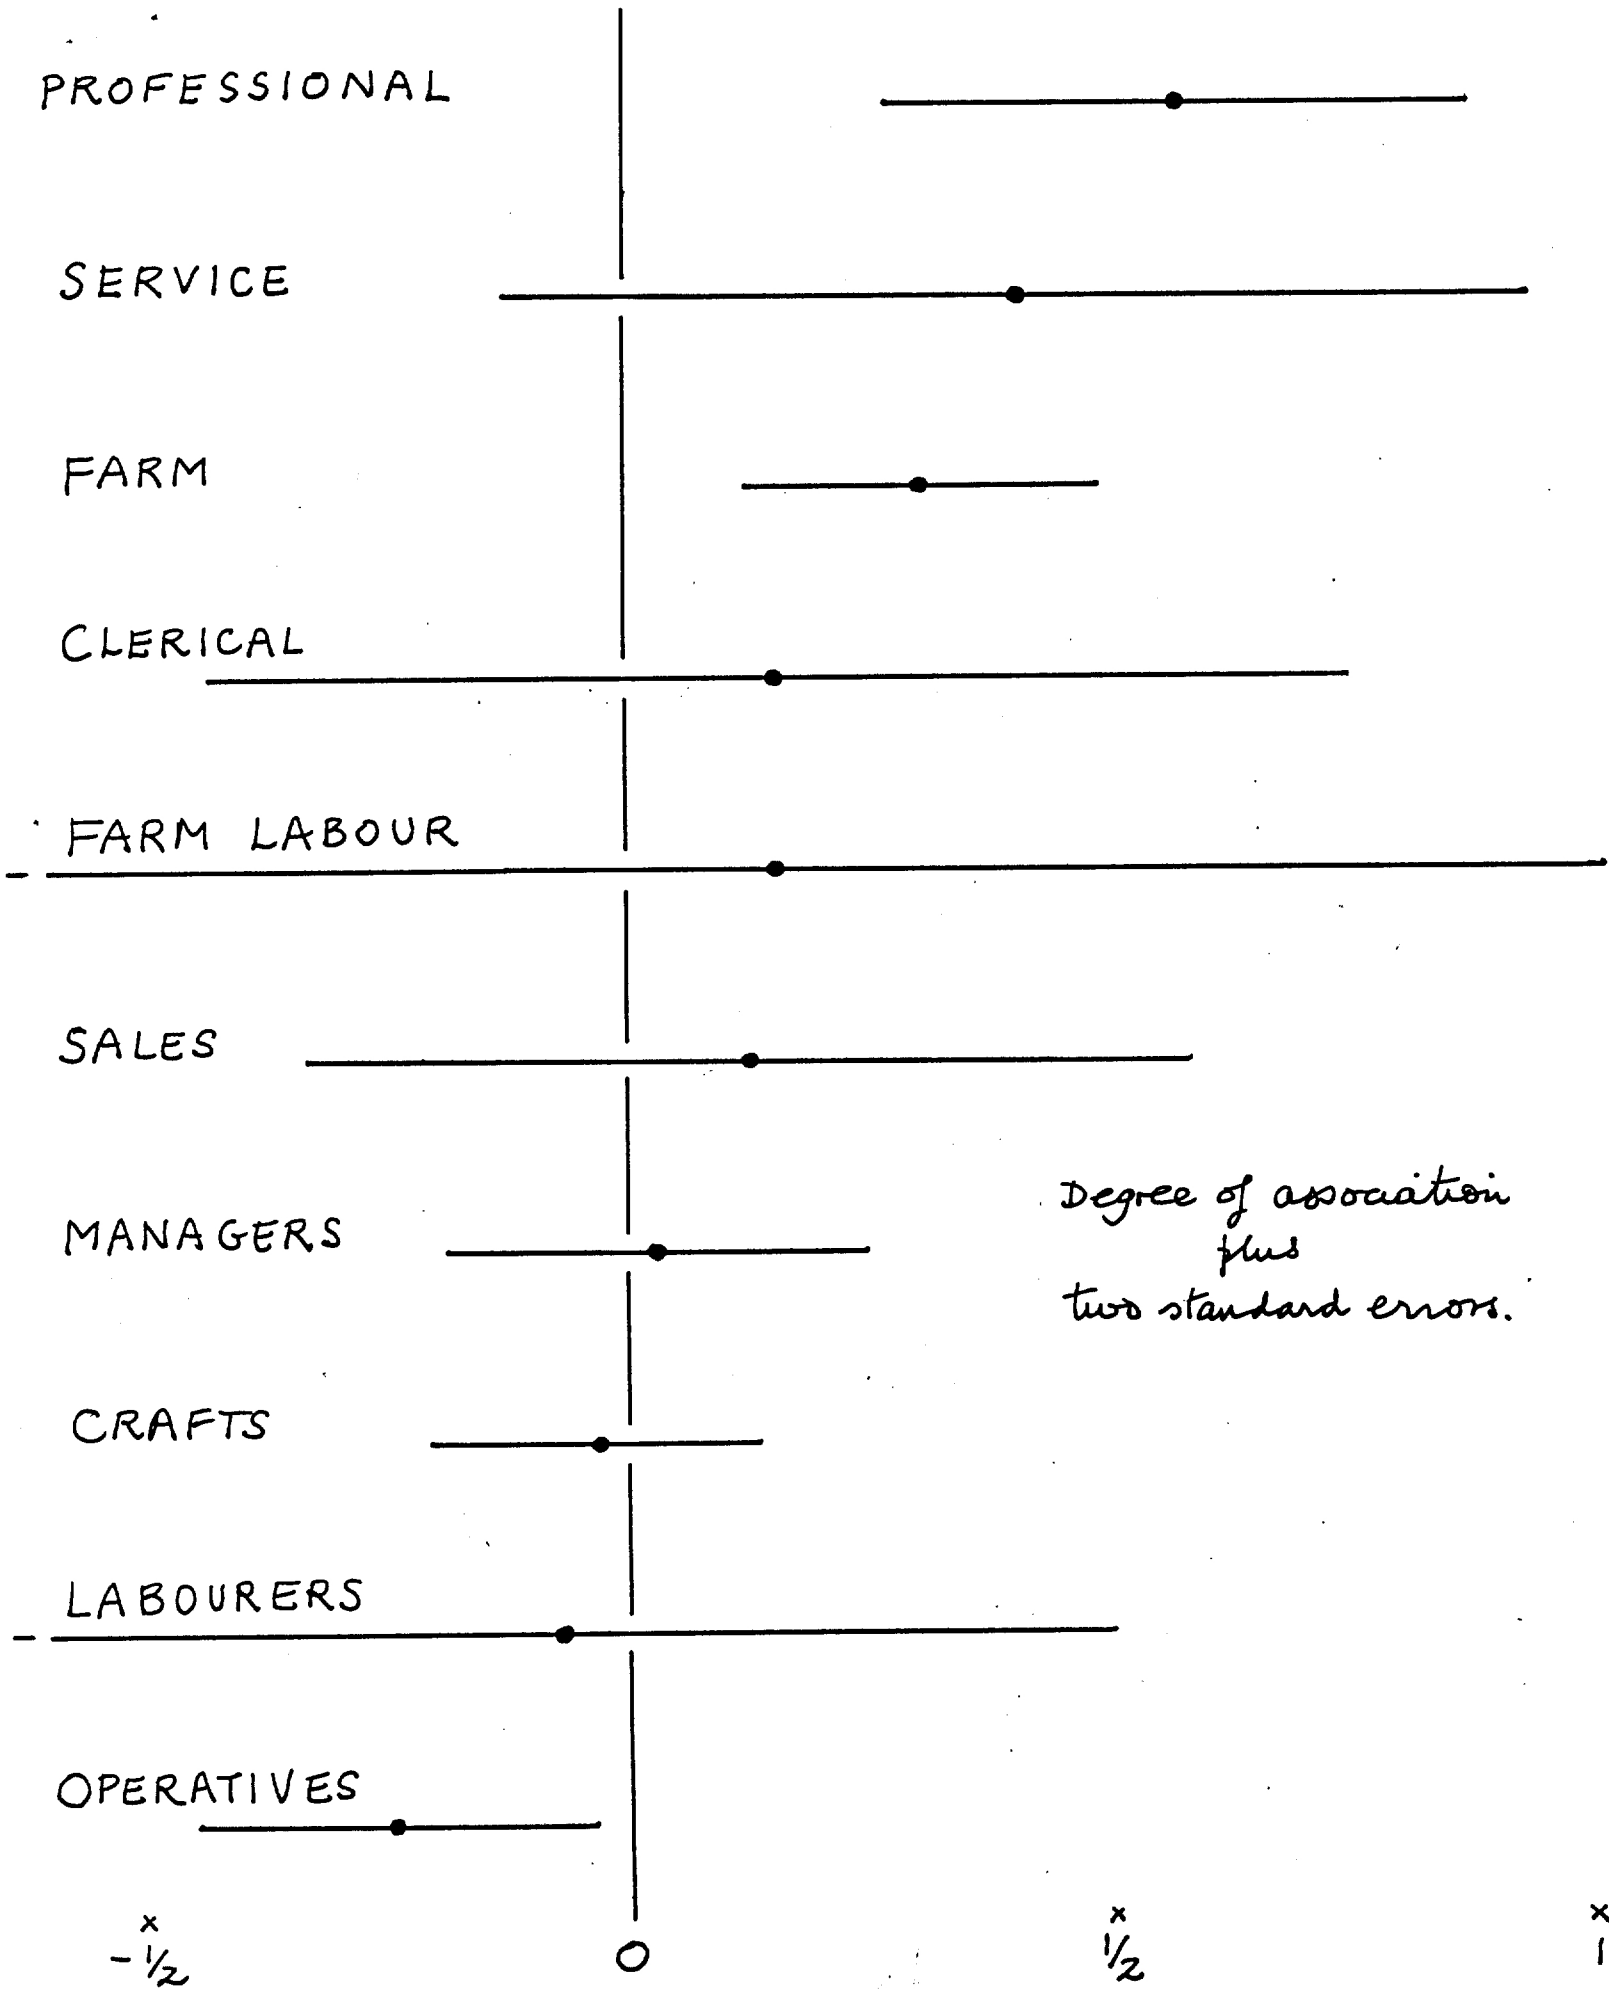 PROFESSIONAL
SERVICE
FARM
CLERICAL
FARM LABOUR
SALES
MANAGERS
Degree of association
plus
two standard errors.
CRAFTS
LABOURERS
OPERATIVES
x x x
-1/2 0 1/2 1